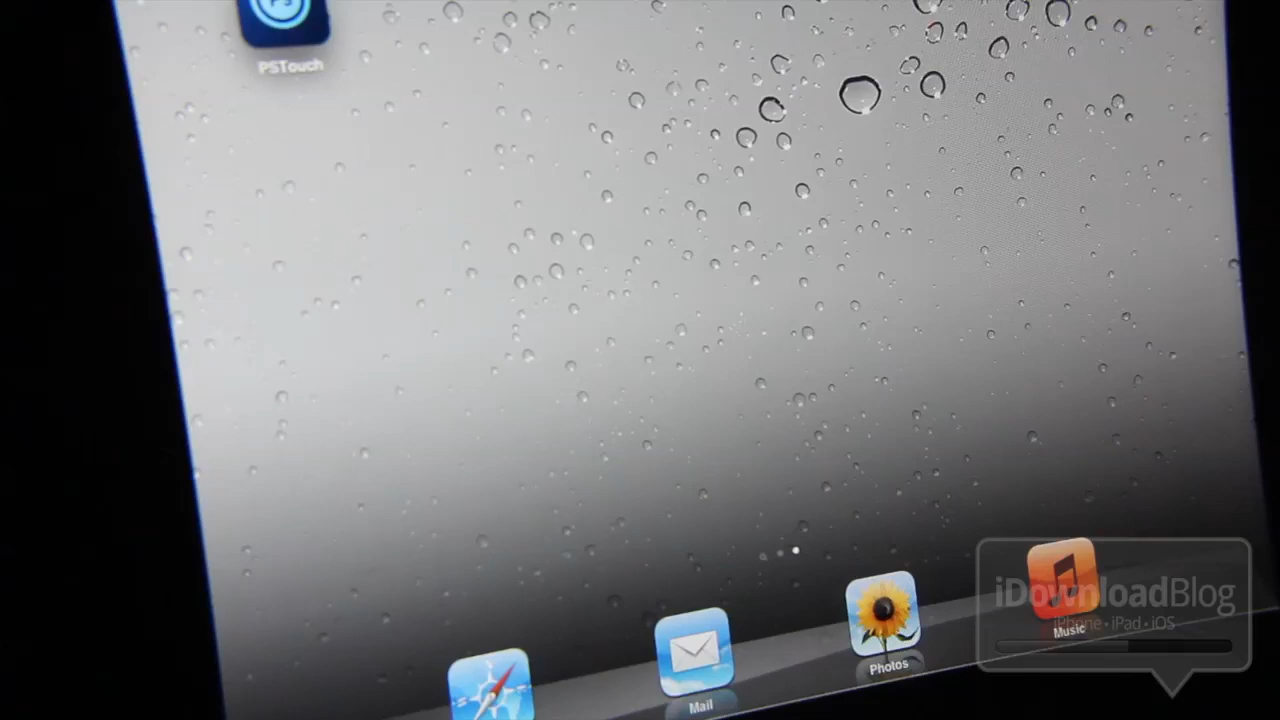 PSTouch
iDownloadBlog
iPhone • iPad • iOS
Music
Photos
Mail